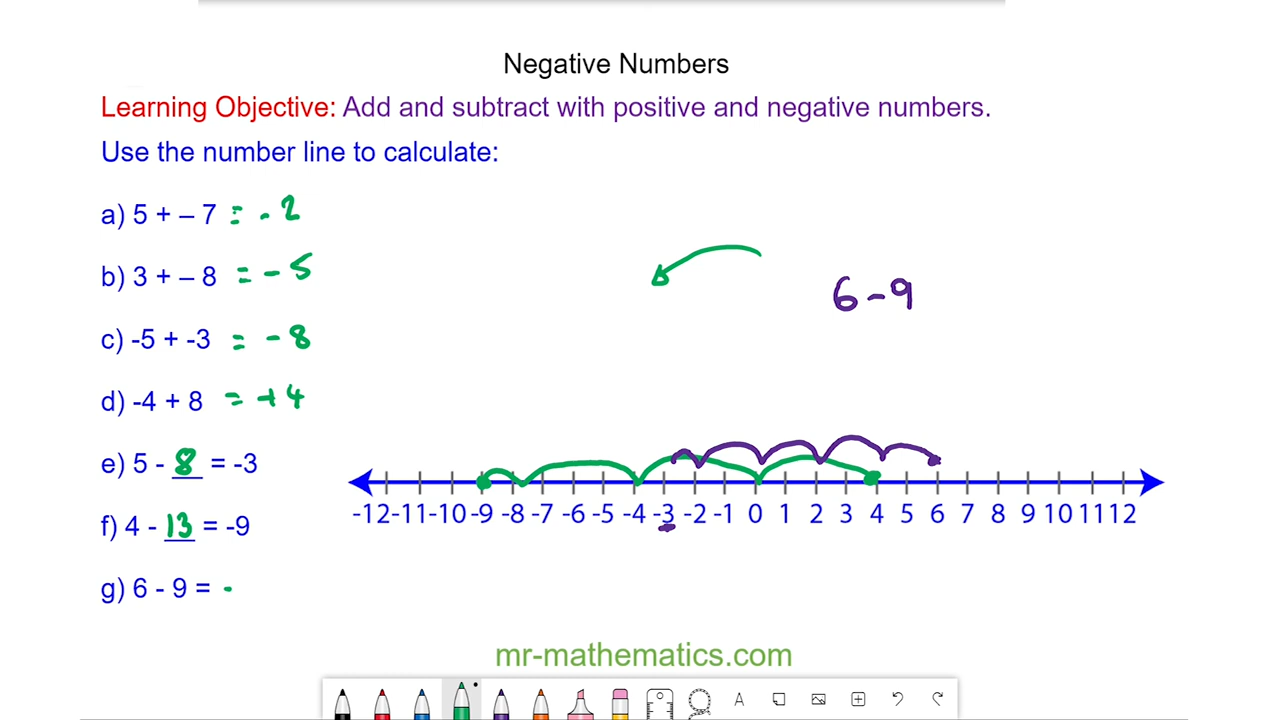 Negative Numbers
Learning Objective: Add and subtract with positive and negative numbers.
Use the number line to calculate:
a) 5 + – 7 = - 2
b) 3 + – 8 = - 5
6 - 9
c) -5 + -3 = - 8
d) -4 + 8 = +4
e) 5 - 8 = -3
-12 -11 -10 -9 -8 -7 -6 -5 -4 -3 -2 -1 0 1 2 3 4 5 6 7 8 9 10 11 12
f) 4 - 13 = -9
g) 6 - 9 = -
mr-mathematics.com
A